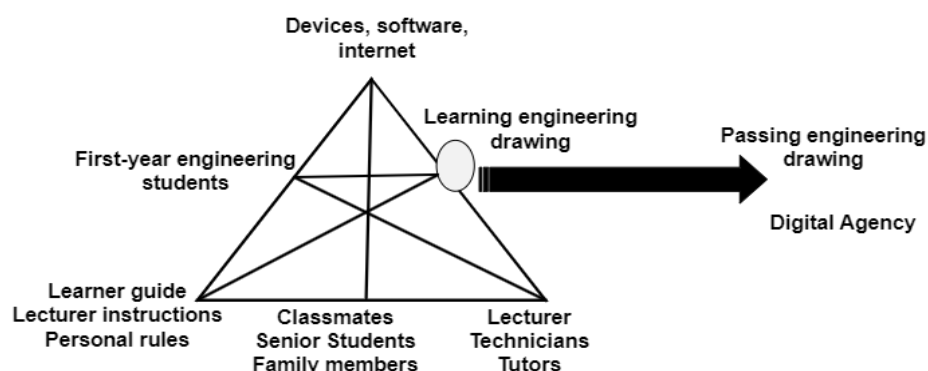 Devices, software,
internet
Learning engineering
drawing
Passing engineering
drawing
First-year engineering
students
Digital Agency
Learner guide
Lecturer instructions
Personal rules
Classmates
Senior Students
Family members
Lecturer
Technicians
Tutors